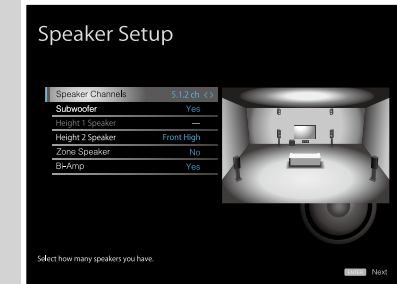 Speaker Setup
Speaker Channels 5.1.2 ch < >
Subwoofer Yes
Height 1 Speaker ---
Height 2 Speaker Front High
Zone Speaker No
Bi-Amp Yes
Select how many speakers you have.
ENTER Next